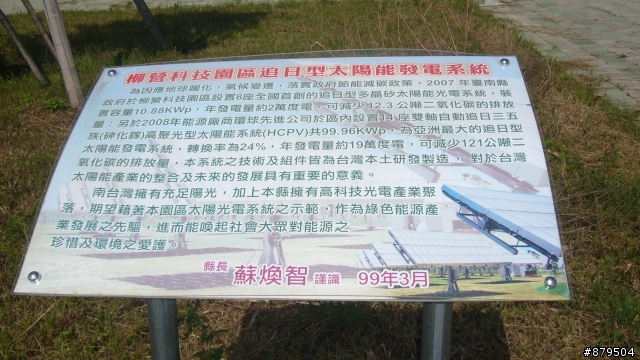 柳營科技園區追日型太陽能發電系統
為因應地球暖化，氣候變遷，落實政府節能減碳政策，2007 年臺南縣
政府於柳營科技園區設置8座全國首創的追日型多晶矽太陽能光電系統，裝
置容量10.88KWp，年發電量約2萬度電，可減少12.3 公噸二氧化碳的排放
量；另於2008年能源廠商環球先進公司於區內設置14座雙軸自動追日三五
族(砷化鎵)高聚光型太陽能系統(HCPV)共99.96KWp，為亞洲最大的追日型
太陽能發電系統，轉換率為24%，年發電量約19萬度電，可減少121公噸二
氧化碳的排放量，本系統之技術及組件皆為台灣本土研發製造，對於台灣
太陽能產業的整合及未來的發展具有重要的意義。
南台灣擁有充足陽光，加上本縣擁有高科技光電產業聚
落，期望藉著本園區太陽光電系統之示範，作為綠色能源產
業發展之先驅，進而能喚起社會大眾對能源之
珍惜及環境之愛護。
縣長 蘇煥智 謹識 99年3月
#879504